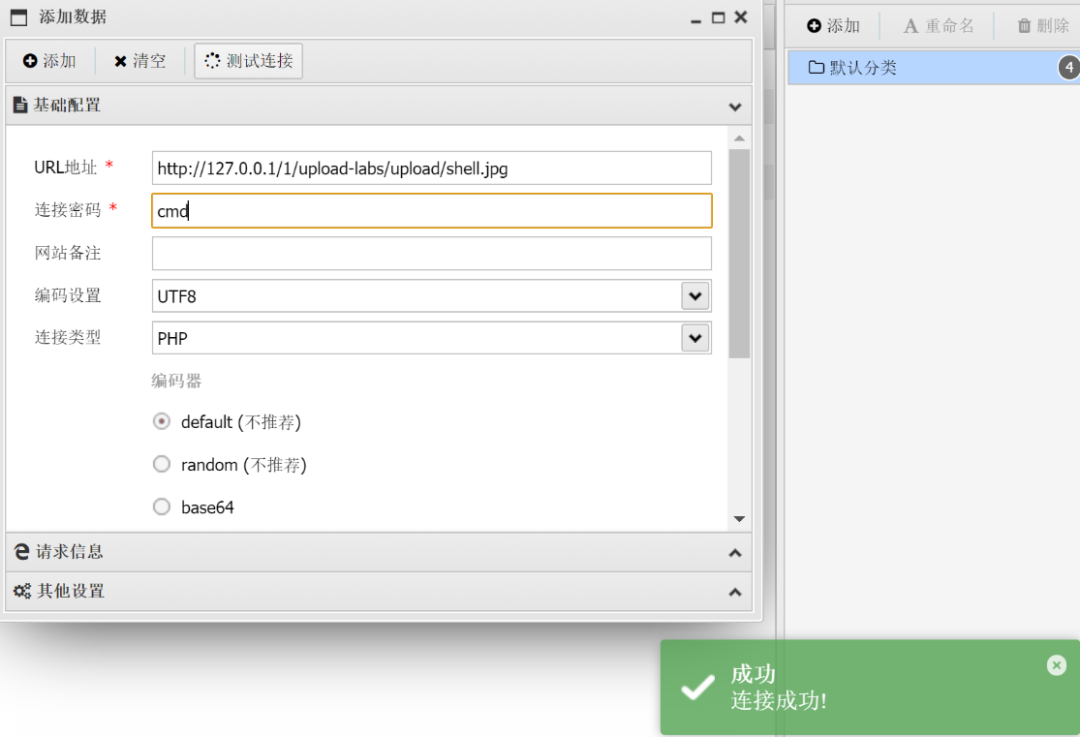 添加数据
添加 清空 测试连接
基础配置
URL地址 * http://127.0.0.1/1/upload-labs/upload/shell.jpg
连接密码 * cmd
网站备注
编码设置 UTF8
连接类型 PHP
编码器
default (不推荐)
random (不推荐)
base64
请求信息
其他设置
添加 A 重命名 删除
默认分类 4
成功
连接成功!